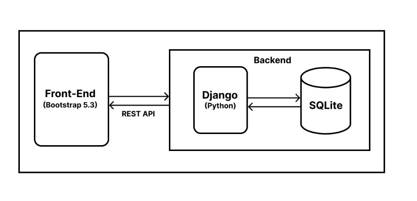 Backend
Front-End
(Bootstrap 5.3)
REST API
Django
(Python)
SQLite